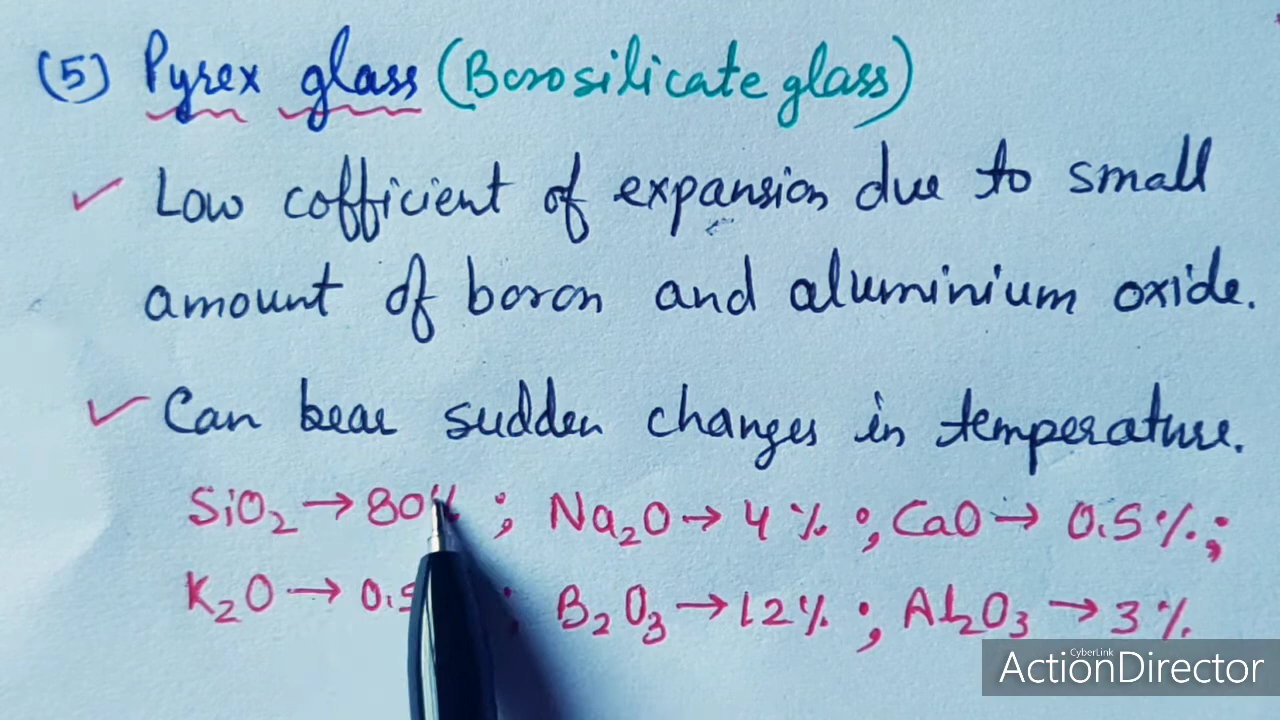 (5) Pyrex glass (Borosilicate glass)
✓ Low cofficient of expansion due to small
amount of boron and aluminium oxide.
✓ Can bear sudden changes in temperature.
SiO₂ → 80% ; Na₂O → 4% ; CaO → 0.5% ;
K₂O → ; B₂O₃ → 12% ; Al₂O₃ → 3%
CyberLink
ActionDirector